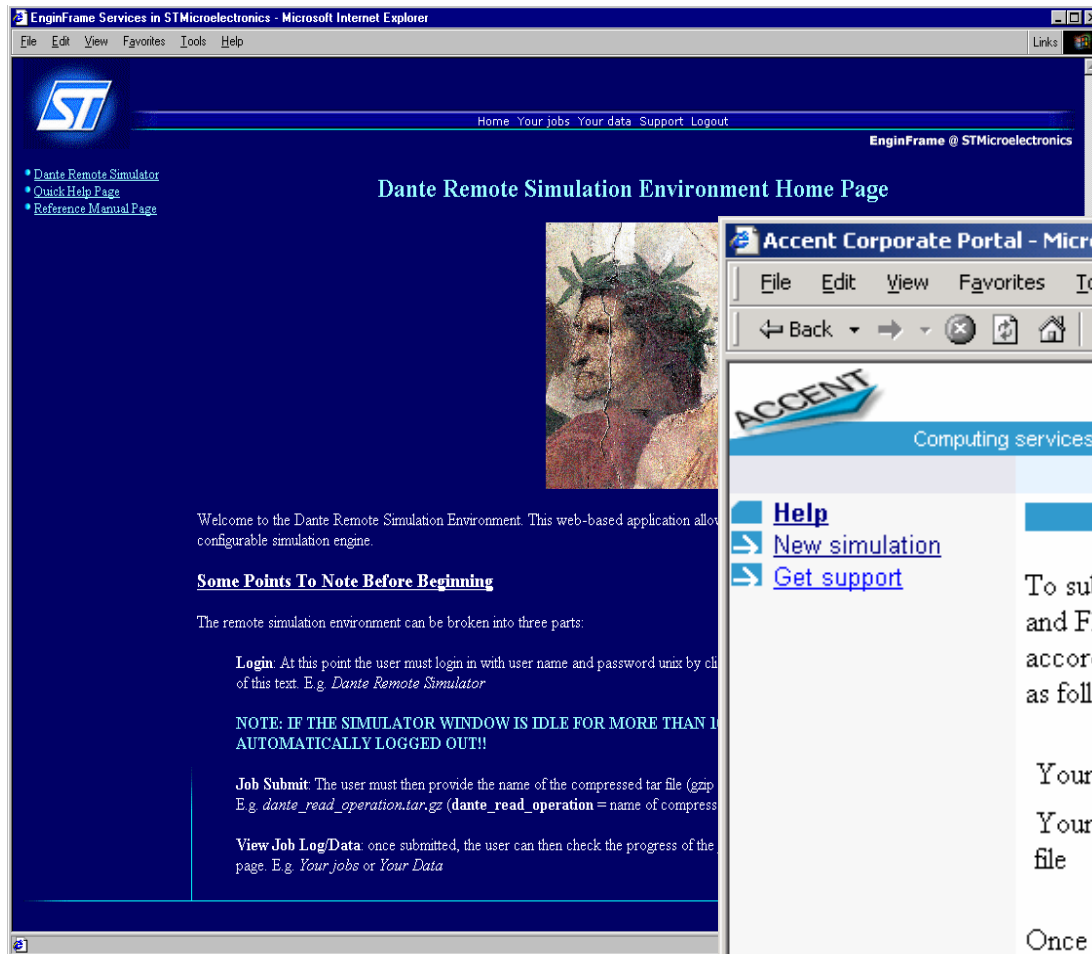 EnginFrame Services in STMicroelectronics - Microsoft Internet Explorer
File Edit View Favorites Tools Help
Links
ST
Home Your jobs Your data Support Logout
EnginFrame @ STMicroelectronics
Dante Remote Simulator
Quick Help Page
Reference Manual Page
Dante Remote Simulation Environment Home Page
Welcome to the Dante Remote Simulation Environment. This web-based application
configurable simulation engine.
Some Points To Note Before Beginning
The remote simulation environment can be broken into three parts:
Login: At this point the user must login in with user name and password unix by
of this text. E.g. Dante Remote Simulator
NOTE: IF THE SIMULATOR WINDOW IS IDLE FOR MORE THAN
AUTOMATICALLY LOGGED OUT!!
Job Submit: The user must then provide the name of the compressed tar file (gzip
E.g. dante_read_operation.tar.gz (dante_read_operation = name of
View Job Log/Data: once submitted, the user can then check the progress of the
page. E.g. Your jobs or Your Data
Accent Corporate Portal -
File Edit View Favorites
Back
ACCENT
Computing services
Help
New simulation
Get support
To
and
as
Your
Your
file
Once